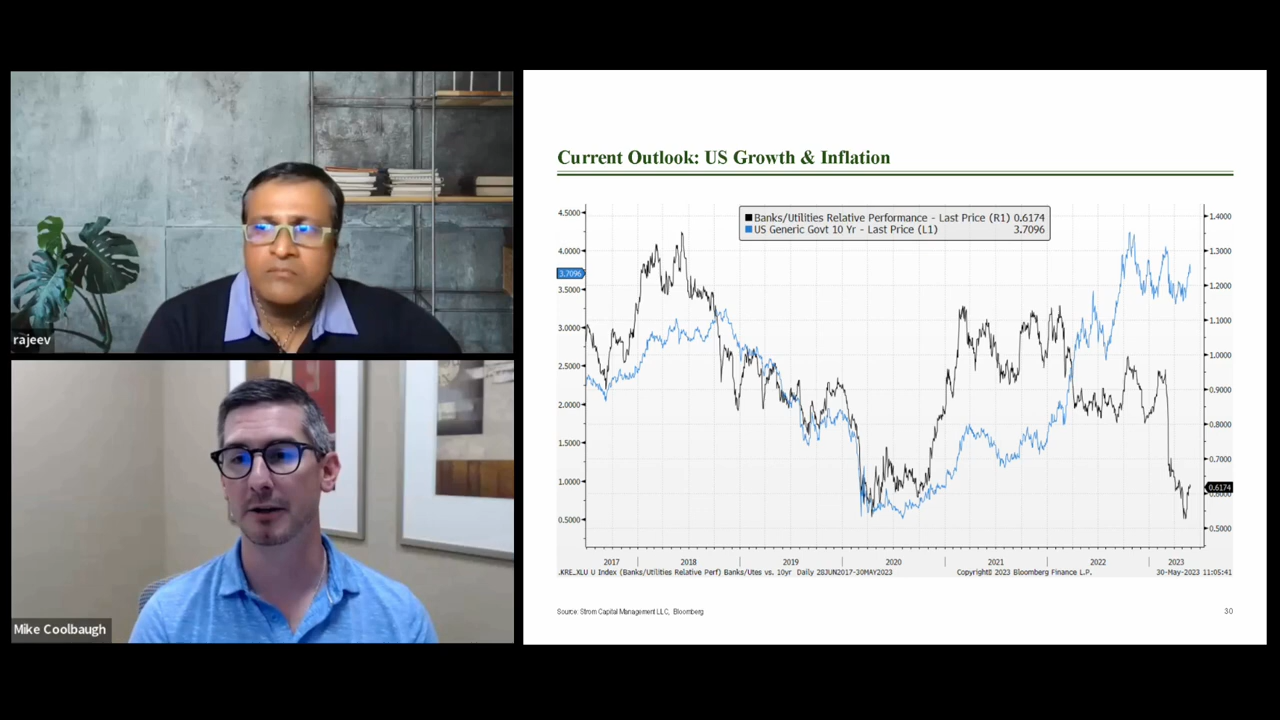 rajeev
Mike Coolbaugh
Current Outlook: US Growth & Inflation
Banks/Utilities Relative Performance - Last Price (R1) 0.6174
US Generic Govt 10 Yr - Last Price (L1) 3.7096
4.5000
4.0000
3.7096
3.5000
3.0000
2.5000
2.0000
1.5000
1.0000
0.5000
1.4000
1.3000
1.2000
1.1000
1.0000
0.9000
0.8000
0.7000
0.6174
0.6000
0.5000
2017 2018 2019 2020 2021 2022 2023
.KRE_XLU U Index (Banks/Utilities Relative Perf) Banks/Utes vs. 10yr Daily 28JUN2017-30MAY2023 Copyright© 2023 Bloomberg Finance L.P. 30-May-2023 11:05:41
Source: Strom Capital Management LLC, Bloomberg
30